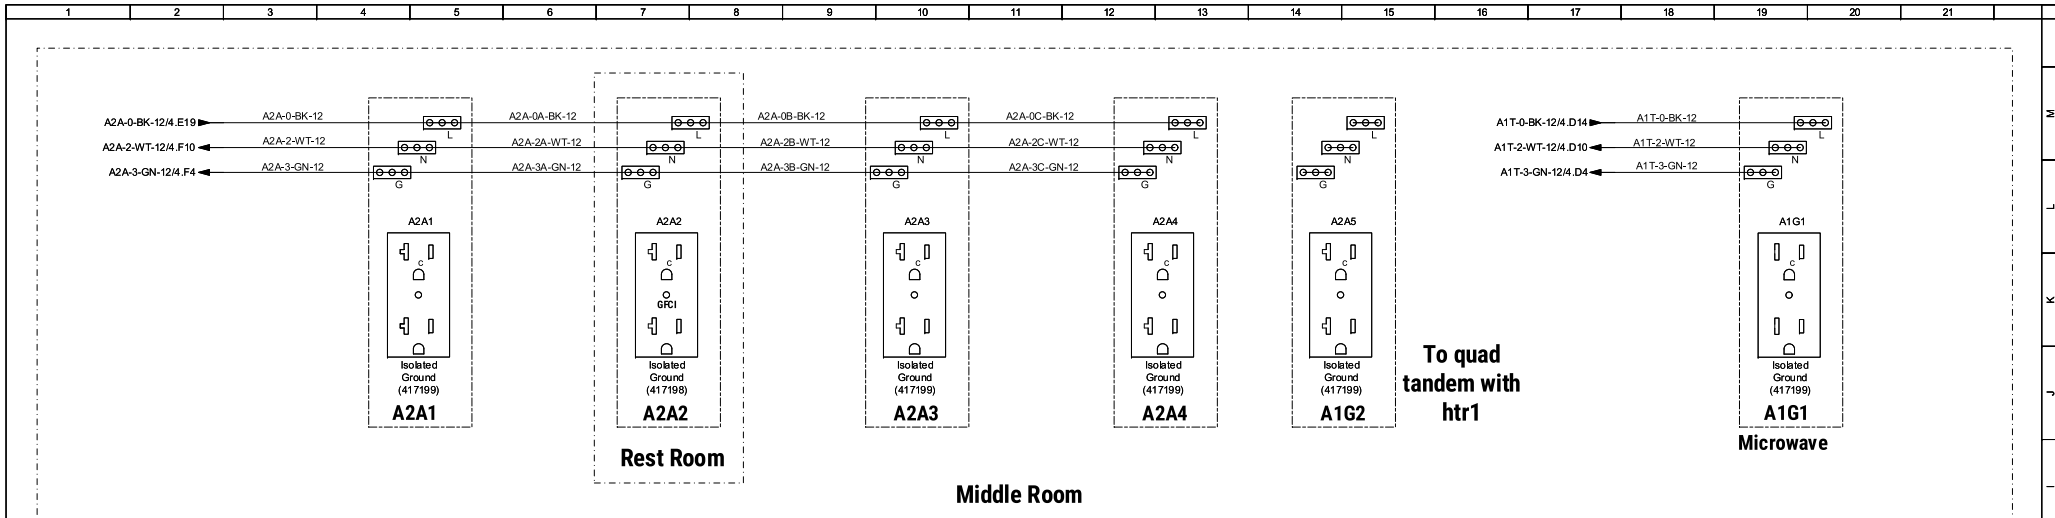 1 2 3 4 5 6 7 8 9 10 11 12 13 14 15 16 17 18 19 20 21
M
L
K
J
I
A2A-0-BK-12/4.E19 A2A-0-BK-12 A2A-0A-BK-12 A2A-0B-BK-12 A2A-0C-BK-12 A1T-0-BK-12/4.D14 A1T-0-BK-12
L L L L L L
A2A-2-WT-12/4.F10 A2A-2-WT-12 A2A-2A-WT-12 A2A-2B-WT-12 A2A-2C-WT-12 A1T-2-WT-12/4.D10 A1T-2-WT-12
N N N N N N
A2A-3-GN-12/4.F4 A2A-3-GN-12 A2A-3A-GN-12 A2A-3B-GN-12 A2A-3C-GN-12 A1T-3-GN-12/4.D4 A1T-3-GN-12
G G G G G G
A2A1 A2A2 A2A3 A2A4 A2A5 A1G1
C C C C C C
GFCI
Isolated Isolated Isolated Isolated Isolated Isolated
Ground Ground Ground Ground Ground Ground
(417199) (417198) (417199) (417199) (417199) (417199)
A2A1 A2A2 A2A3 A2A4 A1G2 A1G1
To quad
tandem with
htr1
Microwave
Rest Room
Middle Room